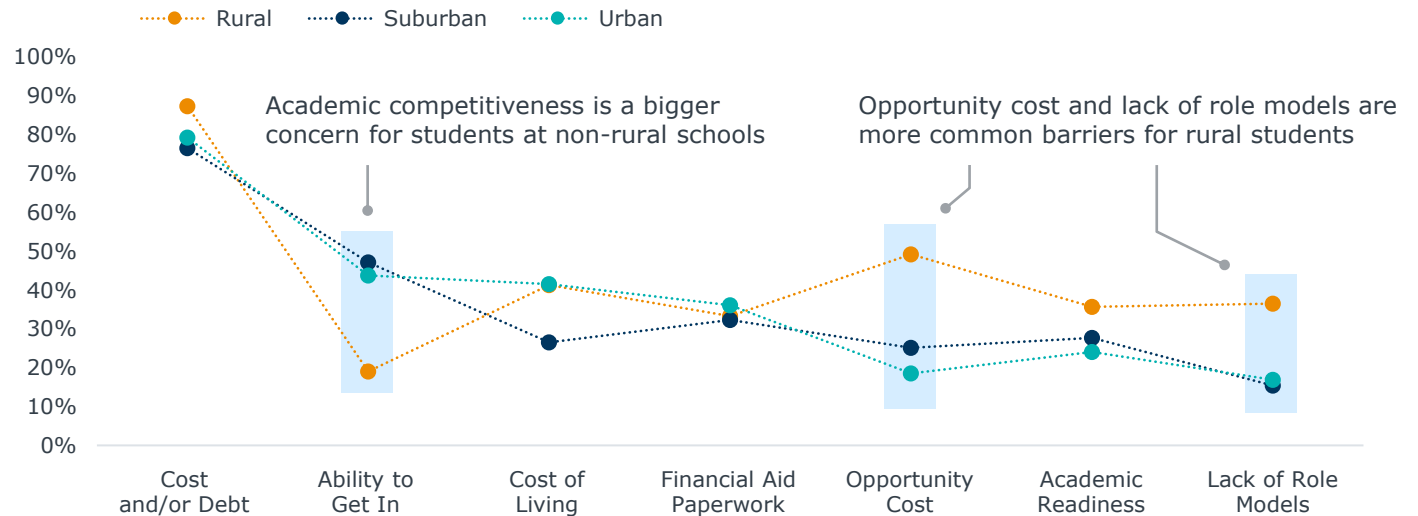 Rural Suburban Urban
100%
90%
80%
70%
60%
50%
40%
30%
20%
10%
0%
Academic competitiveness is a bigger
concern for students at non-rural schools
Opportunity cost and lack of role models are
more common barriers for rural students
Cost
and/or Debt
Ability to
Get In
Cost of
Living
Financial Aid
Paperwork
Opportunity
Cost
Academic
Readiness
Lack of Role
Models